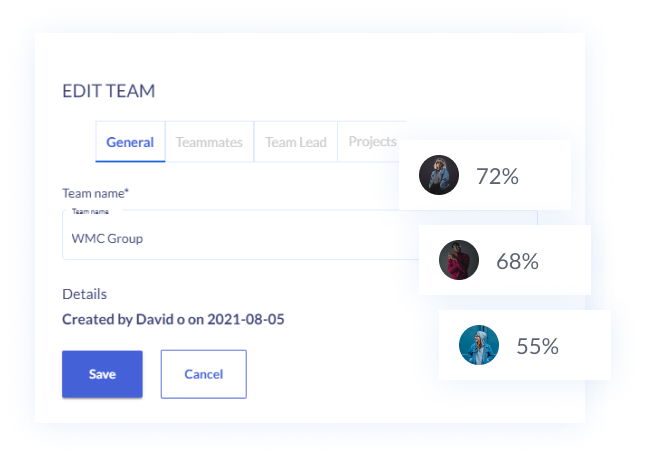 EDIT TEAM
General Teammates Team Lead Projects
72%
Team name*
Team name
WMC Group
68%
Details
Created by David o on 2021-08-05
55%
Save Cancel